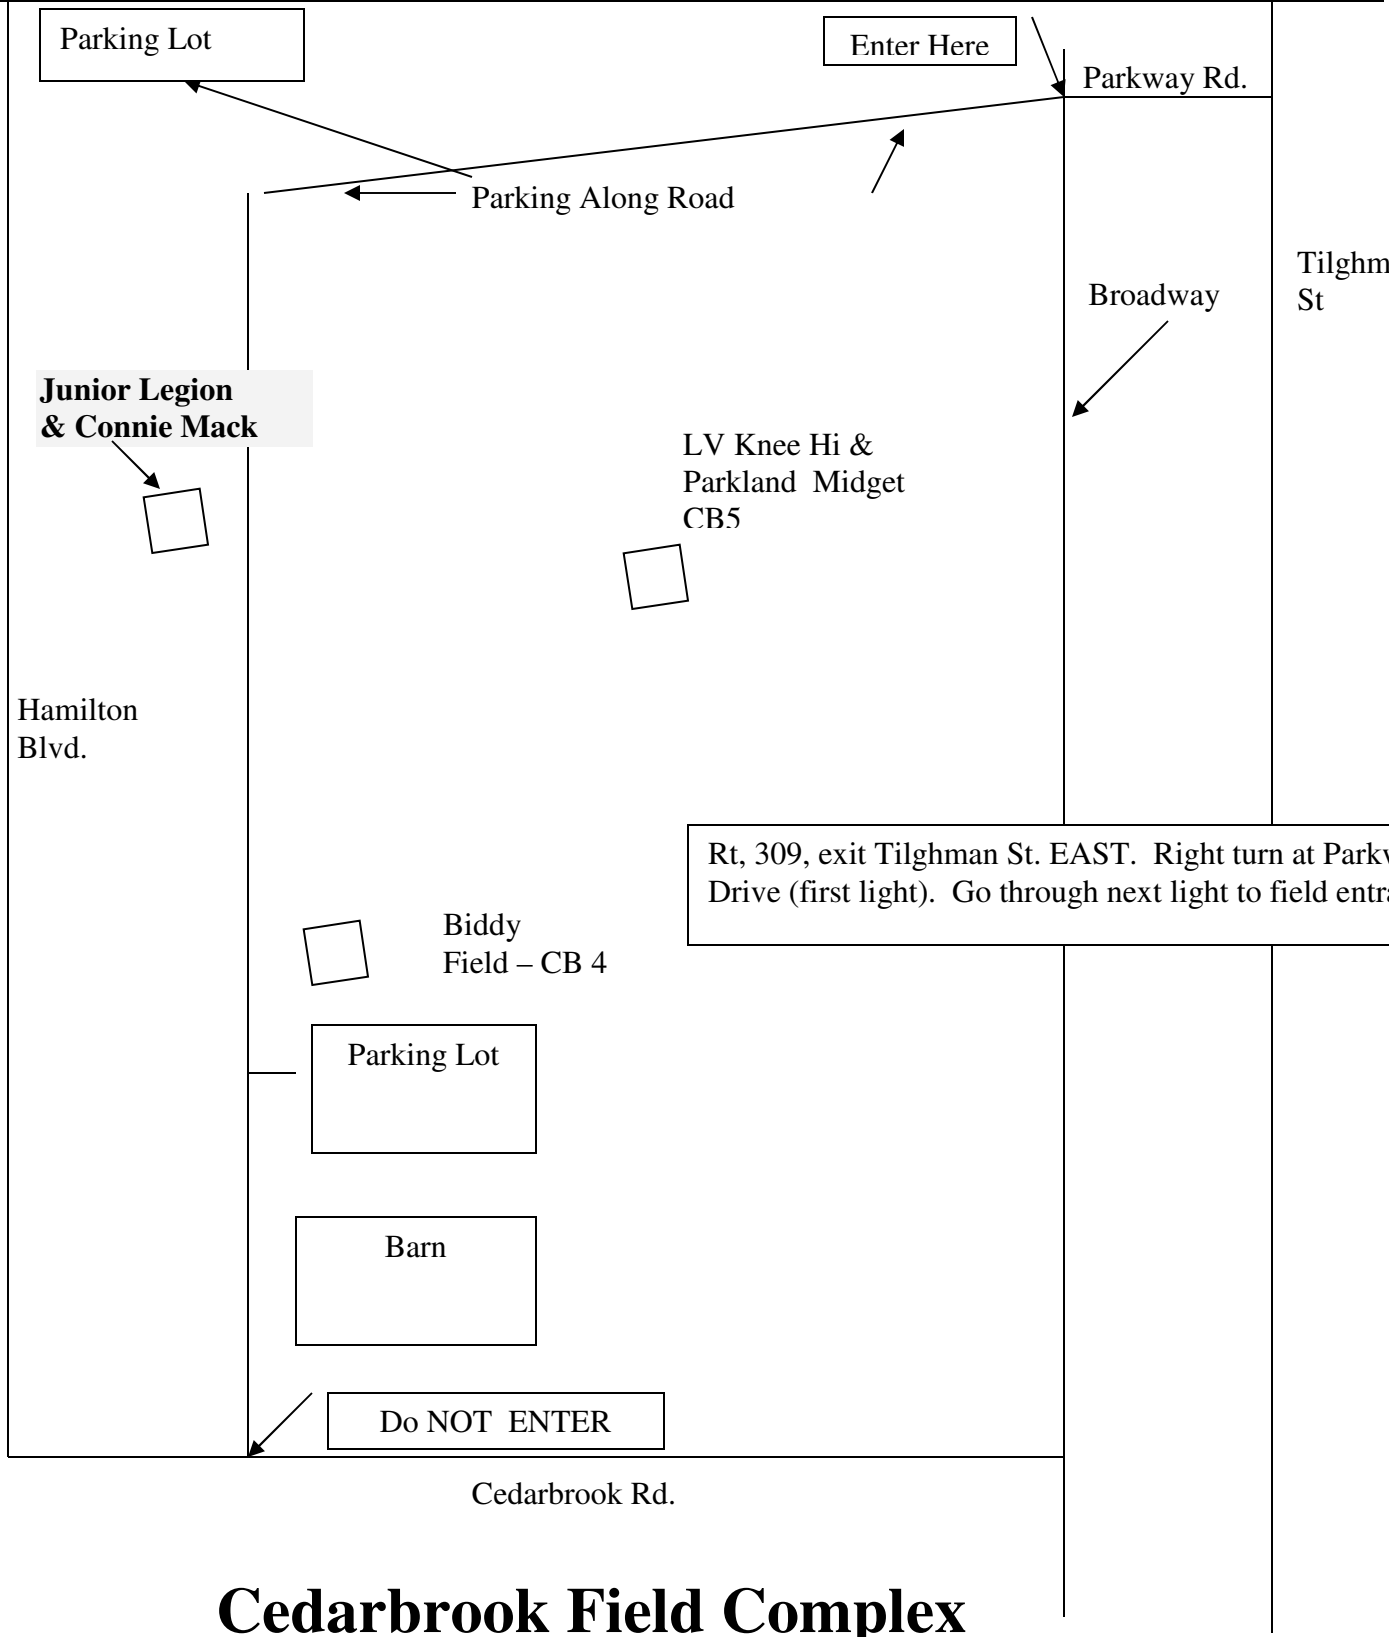 Parking Lot
Enter Here
Parkway Rd.
Parking Along Road
Tilghm
St
Broadway
Junior Legion
& Connie Mack
LV Knee Hi &
Parkland  Midget
CB5
Hamilton
Blvd.
Rt, 309, exit Tilghman St. EAST.  Right turn at Parkw
Drive (first light).  Go through next light to field entra
Biddy
Field – CB 4
Parking Lot
Barn
Do NOT  ENTER
Cedarbrook Rd.
Cedarbrook Field Complex